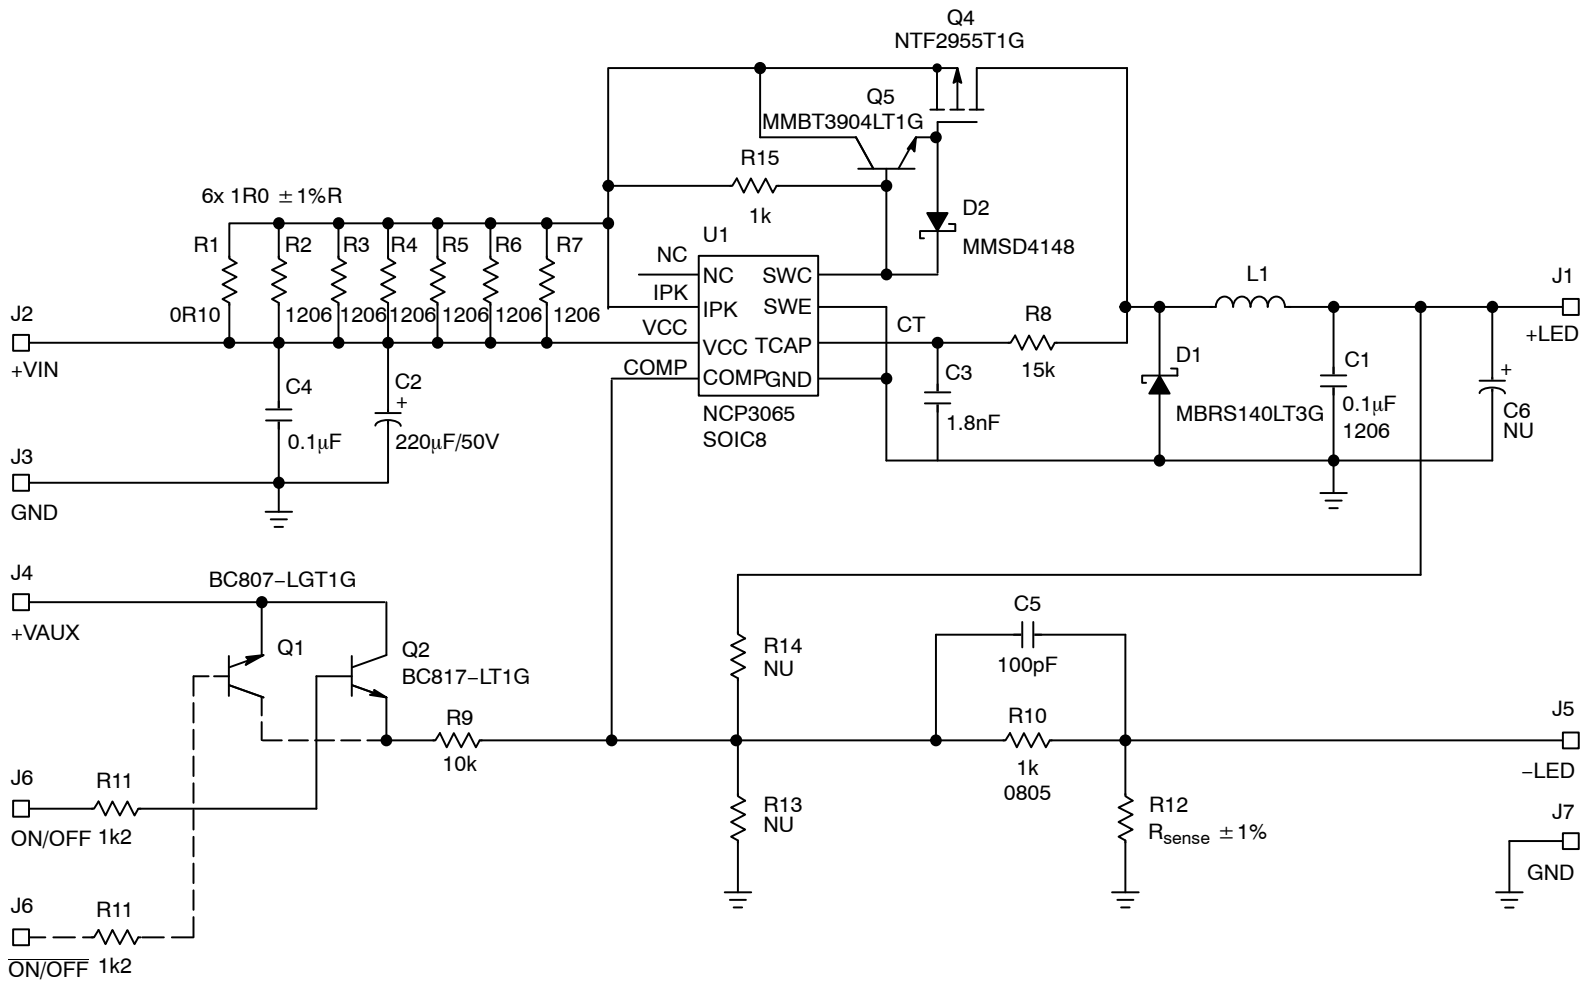 Q4
NTF2955T1G
Q5
MMBT3904LT1G
R15
1k
6x 1R0 ±1%R
R1 R2 R3 R4 R5 R6 R7
0R10 1206 1206 1206 1206 1206 1206
D2
MMSD4148
U1
NC
NC SWC
IPK
IPK SWE
VCC
VCC TCAP
COMP
COMP GND
NCP3065
SOIC8
CT
R8
15k
C3
1.8nF
L1
J1
+LED
D1
MBRS140LT3G
C1
0.1μF
1206
+
C6
NU
J2
+VIN
C4
0.1μF
C2
+
220μF/50V
J3
GND
J4
+VAUX
BC807−LGT1G
Q1
Q2
BC817−LT1G
R9
10k
R14
NU
C5
100pF
R10
1k
0805
J5
−LED
J6
ON/OFF
R11
1k2
R13
NU
R12
Rsense ±1%
J7
GND
J6
ON/OFF
R11
1k2